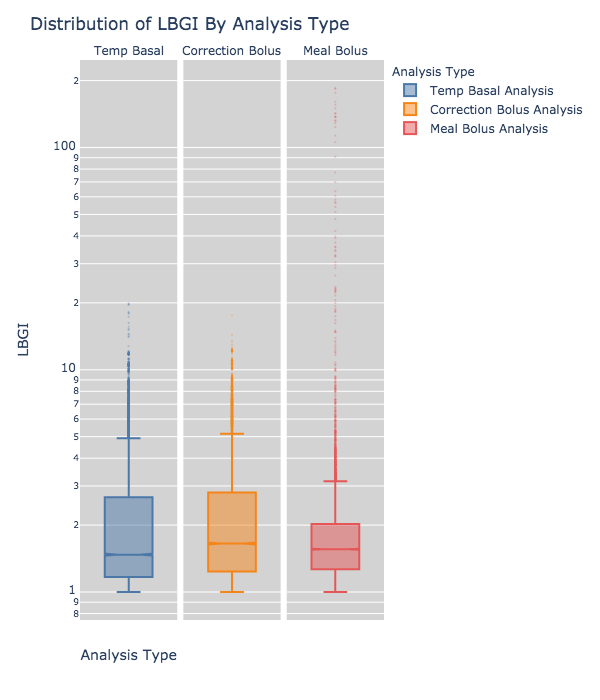 Distribution of LBGI By Analysis Type
Temp Basal Correction Bolus Meal Bolus
Analysis Type
Temp Basal Analysis
Correction Bolus Analysis
Meal Bolus Analysis
2
100
9
8
7
6
5
4
3
2
10
9
8
7
6
5
4
3
2
1
9
8
LBGI
Analysis Type